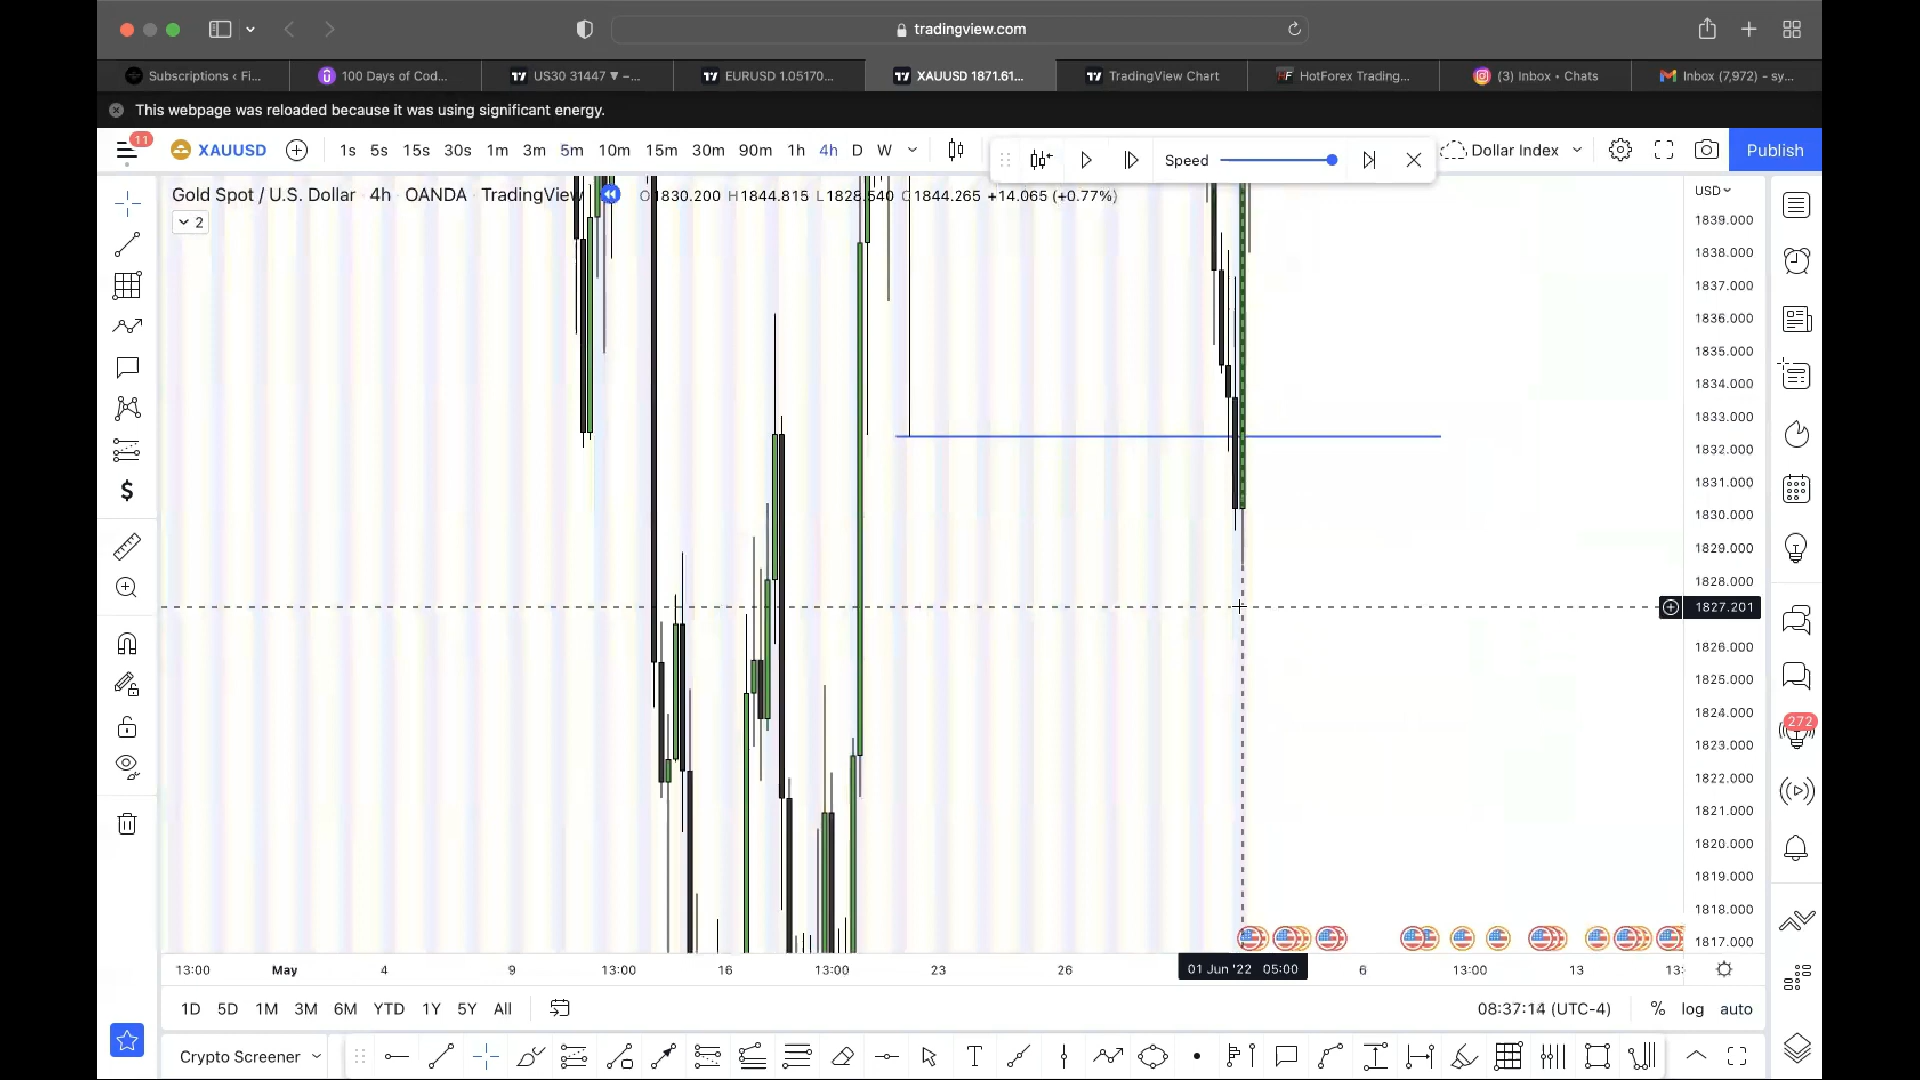 tradingview.com
Subscriptions ‹ Fi...
100 Days of Cod...
US30 31447 ▼ –...
EURUSD 1.05170...
XAUUSD 1871.61...
TradingView Chart
HotForex Trading...
(3) Inbox • Chats
Inbox (7,972) – sy...
This webpage was reloaded because it was using significant energy.
11
XAUUSD
1s 5s 15s 30s 1m 3m 5m 10m 15m 30m 90m 1h 4h D W
Speed
Dollar Index
Publish
Gold Spot / U.S. Dollar · 4h · OANDA · TradingView
O1830.200 H1844.815 L1828.540 C1844.265 +14.065 (+0.77%)
2
USD
1839.000
1838.000
1837.000
1836.000
1835.000
1834.000
1833.000
1832.000
1831.000
1830.000
1829.000
1828.000
1827.201
1826.000
1825.000
1824.000
1823.000
1822.000
1821.000
1820.000
1819.000
1818.000
1817.000
272
13:00 May 4 9 13:00 16 13:00 23 26 01 Jun '22 05:00 6 13:00 13 13:
1D 5D 1M 3M 6M YTD 1Y 5Y All
08:37:14 (UTC-4) % log auto
Crypto Screener